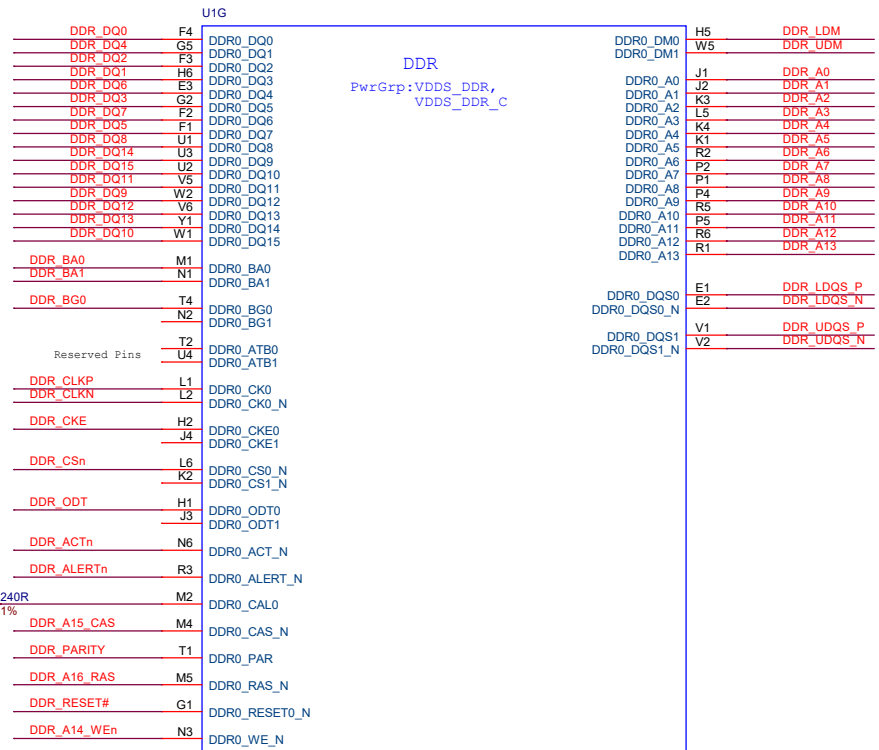 U1G
DDR
PwrGrp:VDDS_DDR,
VDDS_DDR_C
DDR_DQ0 F4 DDR0_DQ0
DDR_DQ4 G5 DDR0_DQ1
DDR_DQ2 F3 DDR0_DQ2
DDR_DQ1 H6 DDR0_DQ3
DDR_DQ6 E3 DDR0_DQ4
DDR_DQ3 G2 DDR0_DQ5
DDR_DQ7 F2 DDR0_DQ6
DDR_DQ5 F1 DDR0_DQ7
DDR_DQ8 U1 DDR0_DQ8
DDR_DQ14 U3 DDR0_DQ9
DDR_DQ15 U2 DDR0_DQ10
DDR_DQ11 V5 DDR0_DQ11
DDR_DQ9 W2 DDR0_DQ12
DDR_DQ12 V6 DDR0_DQ13
DDR_DQ13 Y1 DDR0_DQ14
DDR_DQ10 W1 DDR0_DQ15
DDR_BA0 M1 DDR0_BA0
DDR_BA1 N1 DDR0_BA1
DDR_BG0 T4 DDR0_BG0
N2 DDR0_BG1
T2 DDR0_ATB0
Reserved Pins U4 DDR0_ATB1
DDR_CLKP L1 DDR0_CK0
DDR_CLKN L2 DDR0_CK0_N
DDR_CKE H2 DDR0_CKE0
J4 DDR0_CKE1
DDR_CSn L6 DDR0_CS0_N
K2 DDR0_CS1_N
DDR_ODT H1 DDR0_ODT0
J3 DDR0_ODT1
DDR_ACTn N6 DDR0_ACT_N
DDR_ALERTn R3 DDR0_ALERT_N
240R M2 DDR0_CAL0
1%
DDR_A15_CAS M4 DDR0_CAS_N
DDR_PARITY T1 DDR0_PAR
DDR_A16_RAS M5 DDR0_RAS_N
DDR_RESET# G1 DDR0_RESET0_N
DDR_A14_WEn N3 DDR0_WE_N
DDR0_DM0 H5 DDR_LDM
DDR0_DM1 W5 DDR_UDM
DDR0_A0 J1 DDR_A0
DDR0_A1 J2 DDR_A1
DDR0_A2 K3 DDR_A2
DDR0_A3 L5 DDR_A3
DDR0_A4 K4 DDR_A4
DDR0_A5 K1 DDR_A5
DDR0_A6 R2 DDR_A6
DDR0_A7 P2 DDR_A7
DDR0_A8 P1 DDR_A8
DDR0_A9 P4 DDR_A9
DDR0_A10 R5 DDR_A10
DDR0_A11 P5 DDR_A11
DDR0_A12 R6 DDR_A12
DDR0_A13 R1 DDR_A13
DDR0_DQS0 E1 DDR_LDQS_P
DDR0_DQS0_N E2 DDR_LDQS_N
DDR0_DQS1 V1 DDR_UDQS_P
DDR0_DQS1_N V2 DDR_UDQS_N